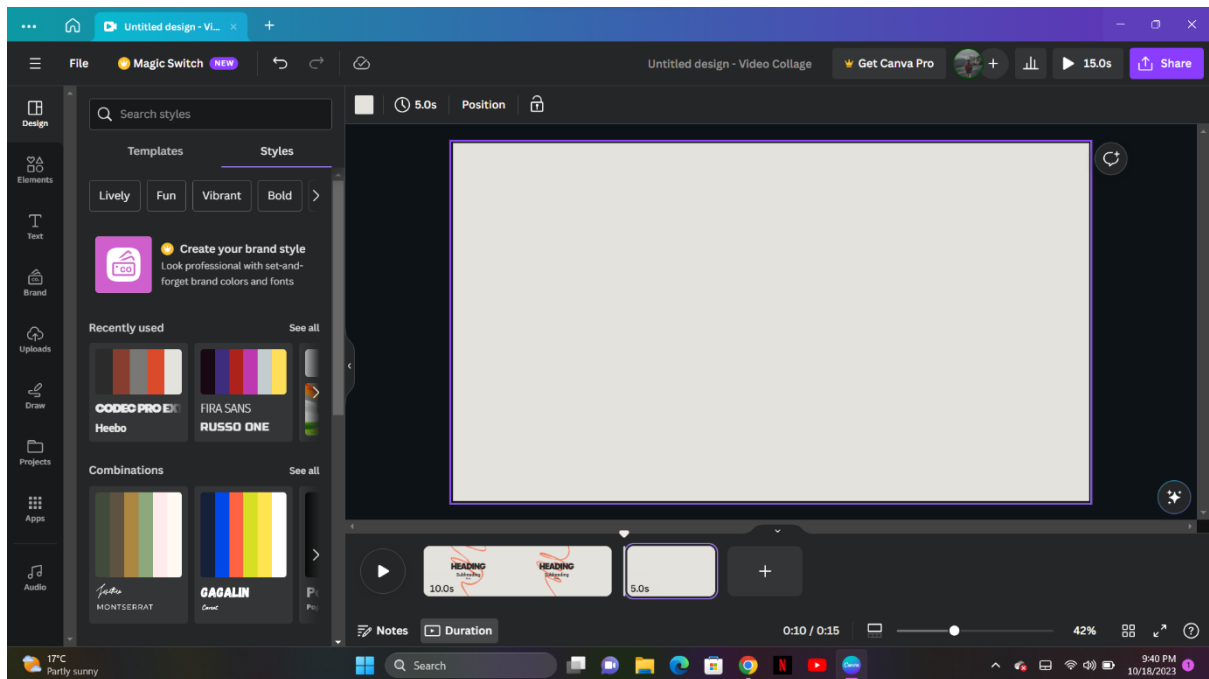 Untitled design - Vi...
File
Magic Switch NEW
Untitled design - Video Collage
Get Canva Pro
15.0s
Share
Design
Elements
Text
Brand
Uploads
Draw
Projects
Apps
Audio
Search styles
Templates
Styles
Lively
Fun
Vibrant
Bold
CO
Create your brand style
Look professional with set-and-
forget brand colors and fonts
Recently used
See all
CODEC PRO EX
Heebo
FIRA SANS
RUSSO ONE
Combinations
See all
MONTSERRAT
GAGALIN
5.0s
Position
HEADING
Subheading
HEADING
Subheading
10.0s
5.0s
Notes
Duration
0:10 / 0:15
42%
17°C
Partly sunny
Search
9:40 PM
10/18/2023
1